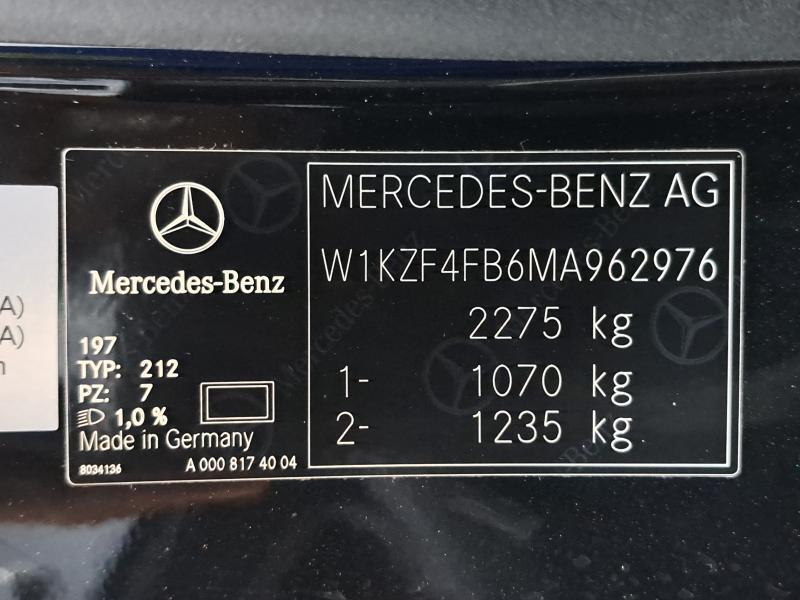 A)
A)
n
Mercedes-Benz
197
TYP: 212
PZ: 7
1,0 %
Made in Germany
8034136
A 000 817 40 04
MERCEDES-BENZ AG
W1KZF4FB6MA962976
2275 kg
1- 1070 kg
2- 1235 kg